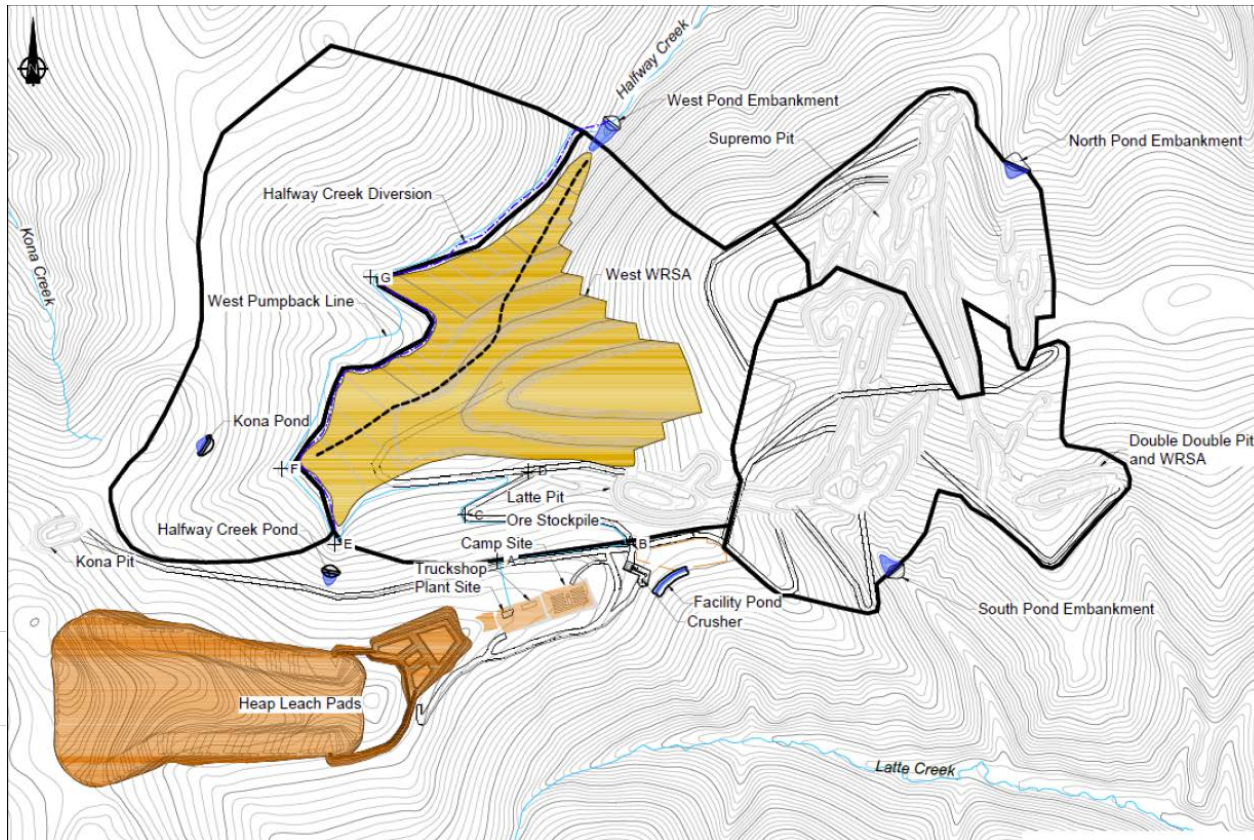 Halfway Creek
West Pond Embankment
Supremo Pit
North Pond Embankment
Halfway Creek Diversion
Kona Creek
G
West WRSA
West Pumpback Line
Kona Pond
Double Double Pit
and WRSA
F
D
Latte Pit
C
Ore Stockpile
Halfway Creek Pond
E
Camp Site
B
Kona Pit
A
Truckshop
Plant Site
Facility Pond
Crusher
South Pond Embankment
Heap Leach Pads
Latte Creek